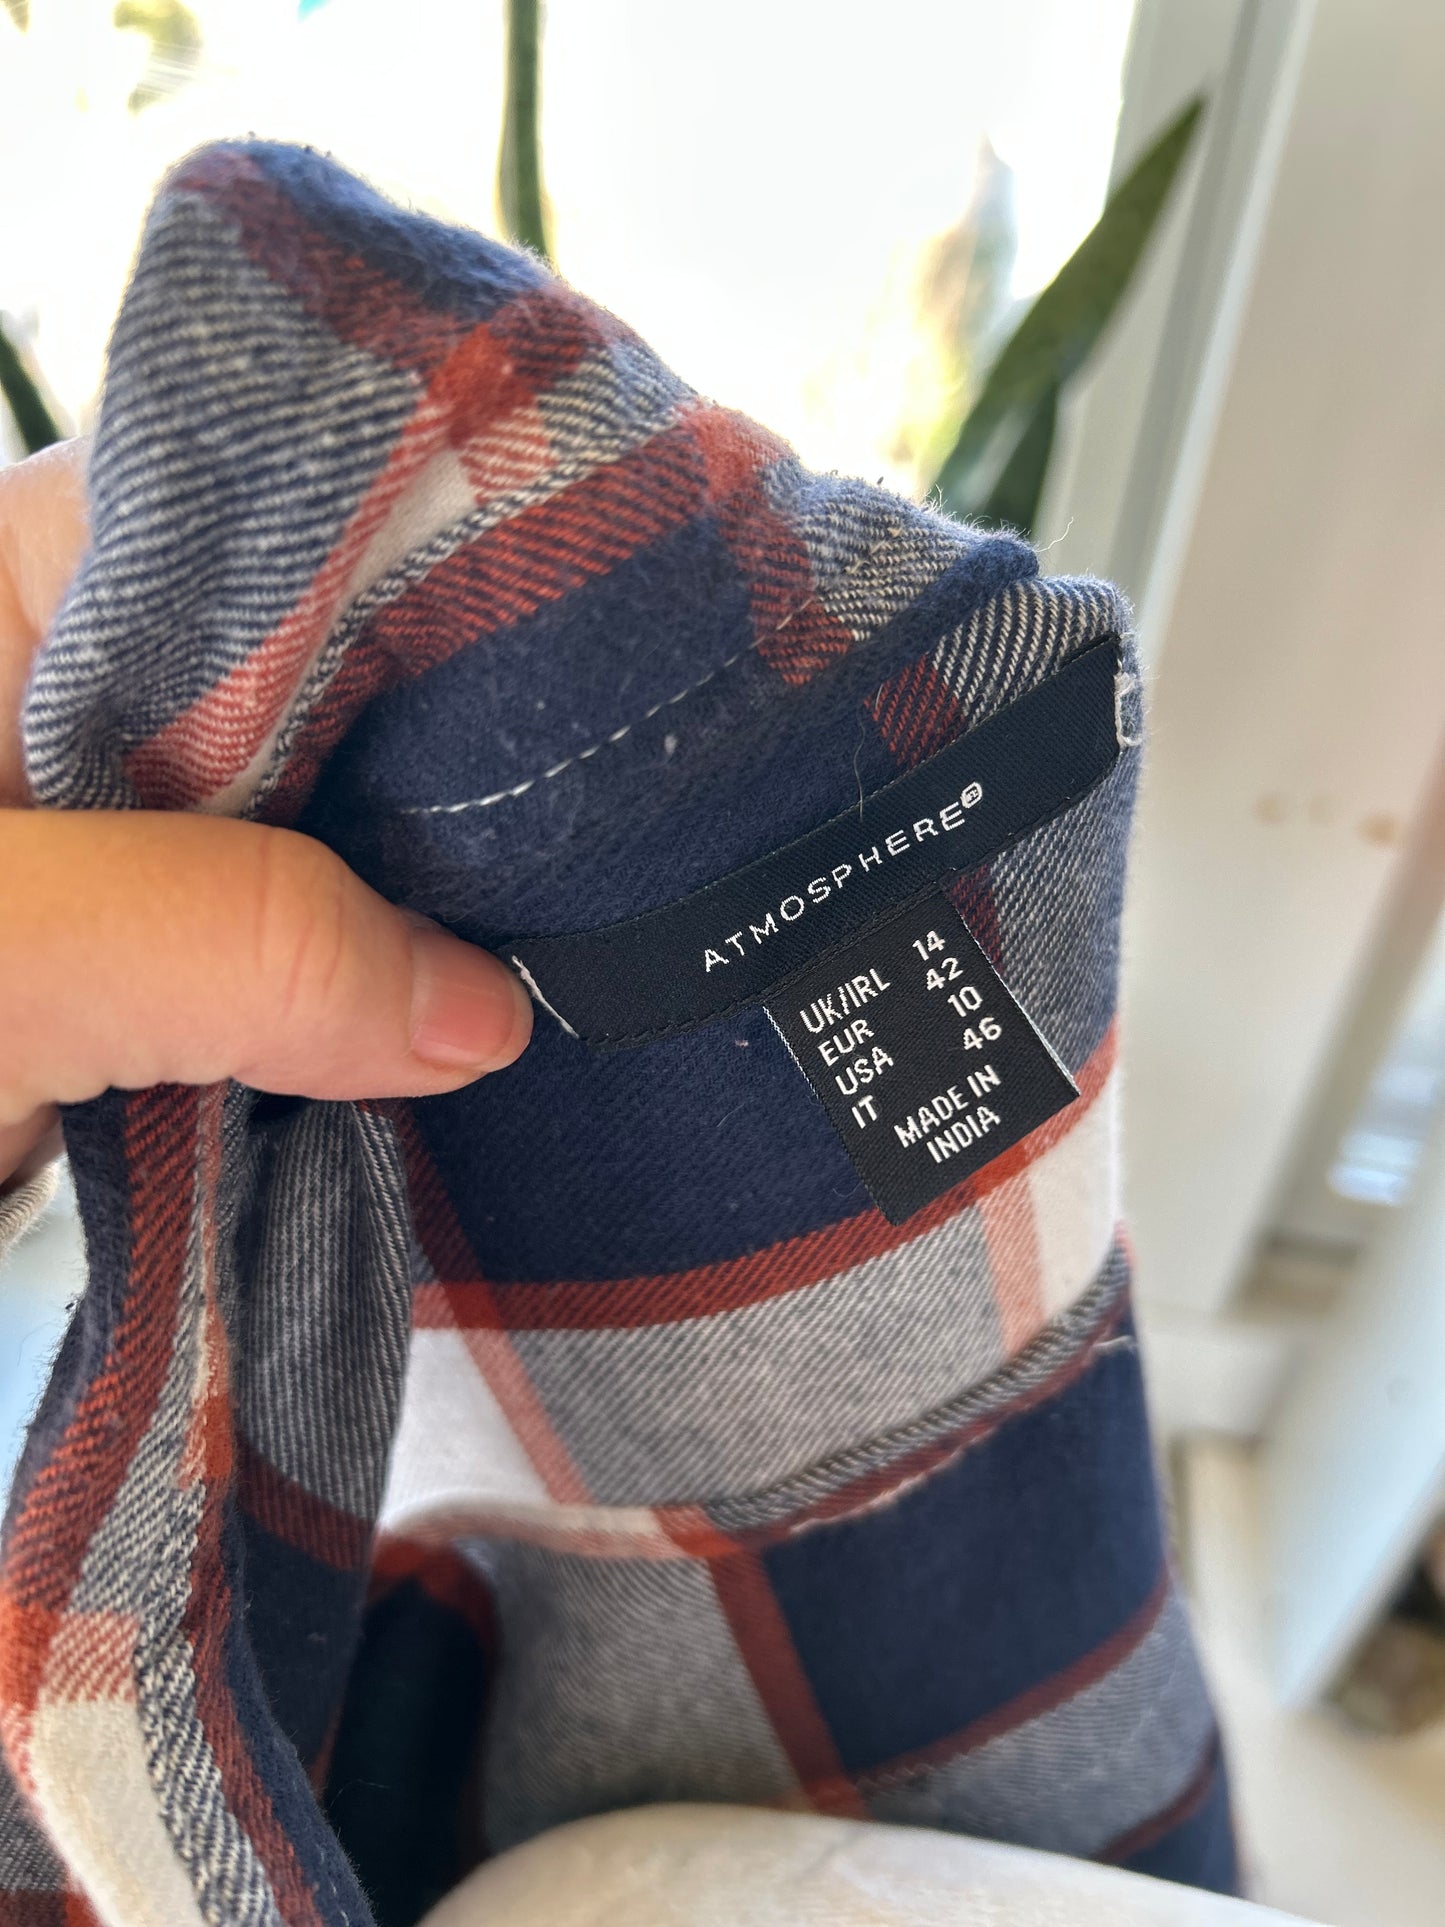 ATMOSPHERE
UK/IRL 14
EUR 42
USA 10
IT 46
MADE IN
INDIA